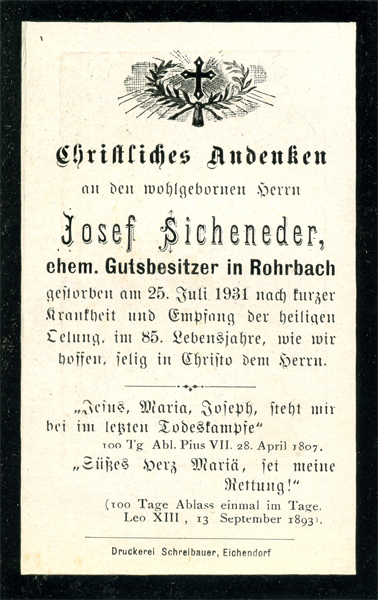 Christliches Andenken
an den wohlgebornen Herrn
Josef Sicheneder,
ehem. Gutsbesitzer in Rohrbach
gestorben am 25. Juli 1931 nach kurzer
Krankheit und Empfang der heiligen
Oelung, im 85. Lebensjahre, wie wir
hoffen, selig in Christo dem Herrn.
„Jesus, Maria, Joseph, steht mir
bei im letzten Todeskampfe“
100 Tg Abl. Pius VII. 28. April 1807.
„Süßes Herz Mariä, sei meine
Rettung!“
(100 Tage Ablass einmal im Tage.
Leo XIII , 13 September 1893).
Druckerei Schreibauer, Eichendorf